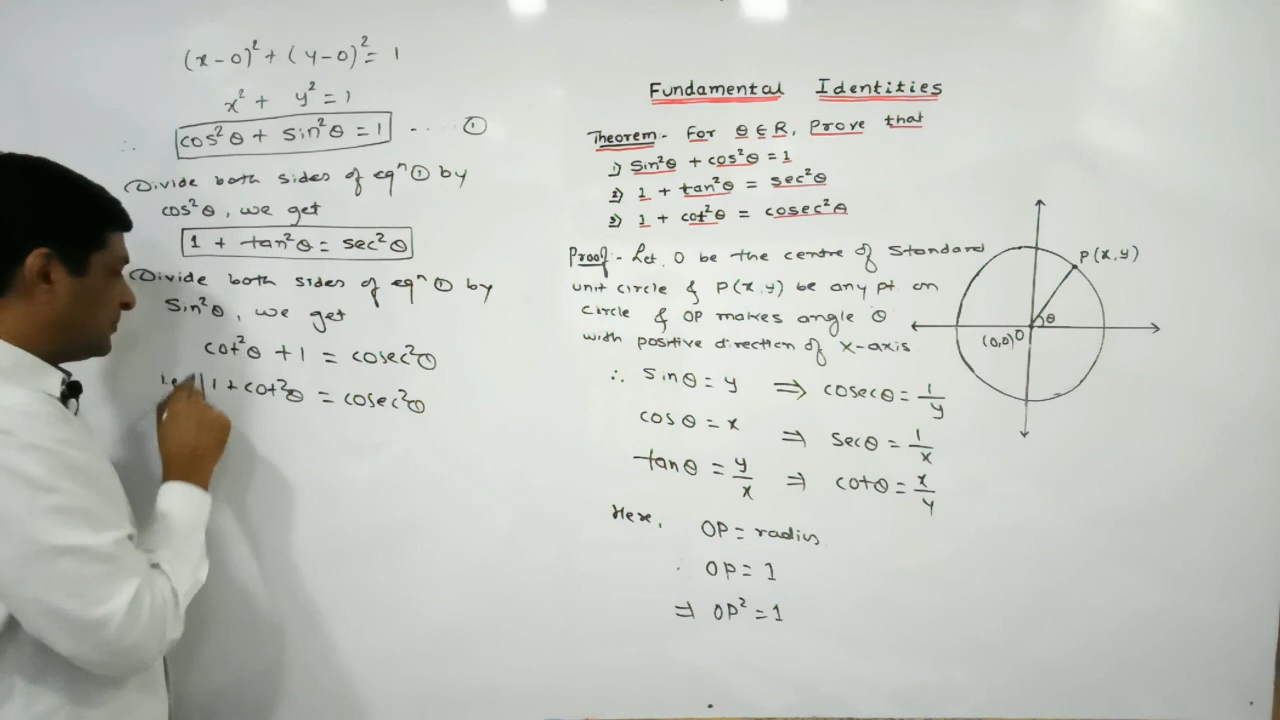 Fundamental Identities
Theorem - For θ ∈ R, Prove that
1) sin²θ + cos²θ = 1
2) 1 + tan²θ = sec²θ
3) 1 + cot²θ = cosec²θ
Proof - Let O be the centre of standard
unit circle & P(x,y) be any pt on
circle & OP makes angle θ
with positive direction of x-axis
∴ sinθ = y ⇒ cosecθ = 1/y
cosθ = x ⇒ secθ = 1/x
tanθ = y/x ⇒ cotθ = x/y
Here, OP = radius
OP = 1
⇒ OP² = 1
P(x,y)
θ
(0,0) O
(x-0)² + (y-0)² = 1
x² + y² = 1
∴ cos²θ + sin²θ = 1 .... ①
Divide both sides of eqⁿ ① by
cos²θ, we get
1 + tan²θ = sec²θ
Divide both sides of eqⁿ ① by
sin²θ, we get
cot²θ + 1 = cosec²θ
1 + cot²θ = cosec²θ